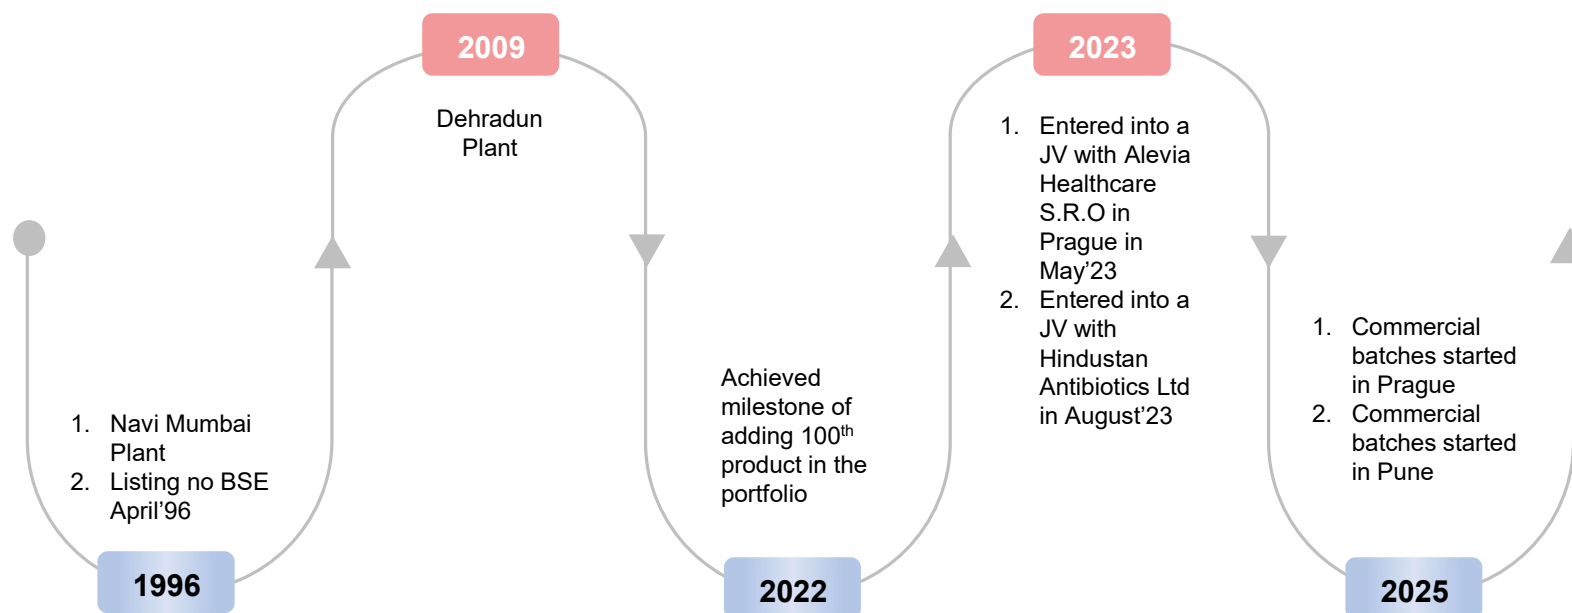 2009
Dehradun
Plant
2023
1. Entered into a
JV with Alevia
Healthcare
S.R.O in
Prague in
May’23
2. Entered into a
JV with
Hindustan
Antibiotics Ltd
in August’23
1. Navi Mumbai
Plant
2. Listing no BSE
April’96
1996
Achieved
milestone of
adding 100th
product in the
portfolio
2022
1. Commercial
batches started
in Prague
2. Commercial
batches started
in Pune
2025